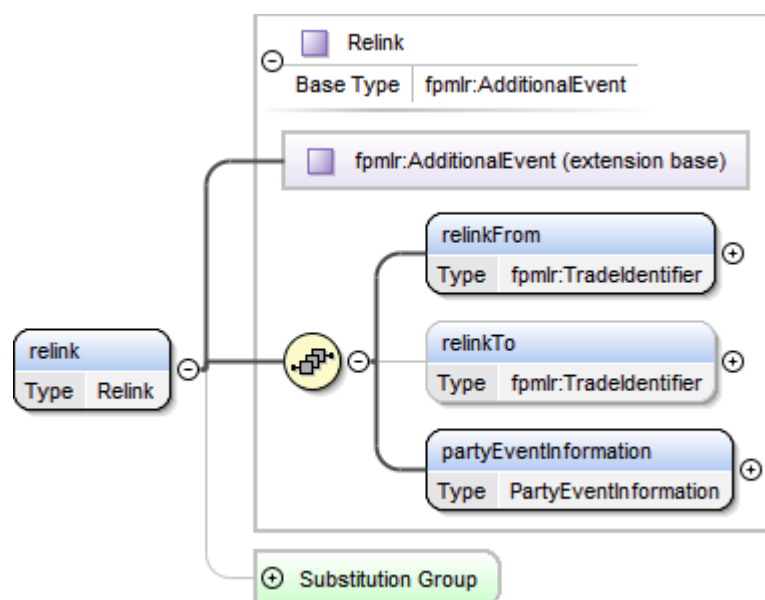 Relink
Base Type fpmlr:AdditionalEvent
fpmlr:AdditionalEvent (extension base)
relinkFrom
Type fpmlr:TradeIdentifier
relink
Type Relink
relinkTo
Type fpmlr:TradeIdentifier
partyEventInformation
Type PartyEventInformation
Substitution Group